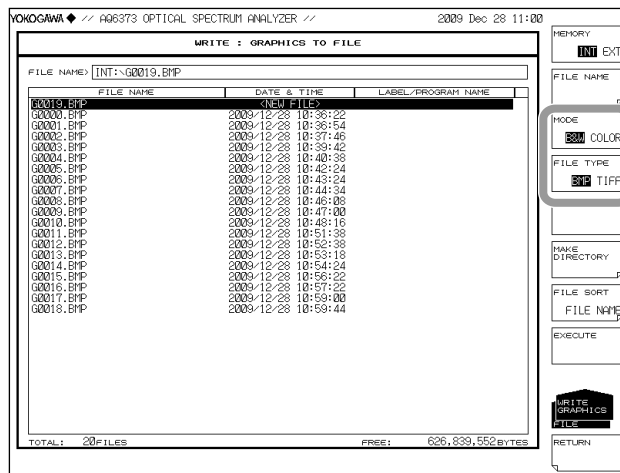 YOKOGAWA ◆ // AQ6373 OPTICAL SPECTRUM ANALYZER // 2009 Dec 28 11:00
WRITE : GRAPHICS TO FILE
FILE NAME> INT:\G0019.BMP
FILE NAME DATE & TIME LABEL/PROGRAM NAME
G0019.BMP <NEW FILE>
G0000.BMP 2009/12/28 10:36:22
G0001.BMP 2009/12/28 10:36:54
G0002.BMP 2009/12/28 10:37:46
G0003.BMP 2009/12/28 10:39:42
G0004.BMP 2009/12/28 10:40:38
G0005.BMP 2009/12/28 10:42:24
G0006.BMP 2009/12/28 10:43:24
G0007.BMP 2009/12/28 10:44:34
G0008.BMP 2009/12/28 10:46:08
G0009.BMP 2009/12/28 10:47:00
G0010.BMP 2009/12/28 10:48:16
G0011.BMP 2009/12/28 10:51:38
G0012.BMP 2009/12/28 10:52:38
G0013.BMP 2009/12/28 10:53:18
G0014.BMP 2009/12/28 10:54:24
G0015.BMP 2009/12/28 10:56:22
G0016.BMP 2009/12/28 10:57:22
G0017.BMP 2009/12/28 10:59:00
G0018.BMP 2009/12/28 10:59:44
TOTAL: 20FILES FREE: 626,839,552BYTES
MEMORY
INT EXT
FILE NAME
MODE
B&W COLOR
FILE TYPE
BMP TIFF
MAKE
DIRECTORY
FILE SORT
FILE NAME
EXECUTE
WRITE
GRAPHICS
FILE
RETURN